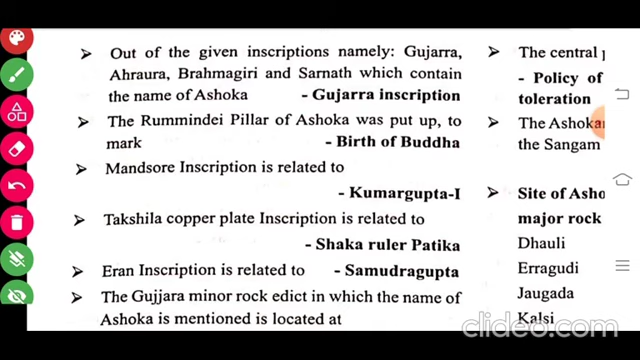 ➢ Out of the given inscriptions namely: Gujarra,
Ahraura, Brahmagiri and Sarnath which contain
the name of Ashoka - Gujarra inscription
➢ The Rummindei Pillar of Ashoka was put up, to
mark - Birth of Buddha
➢ Mandsore Inscription is related to
- Kumargupta-I
➢ Takshila copper plate Inscription is related to
- Shaka ruler Patika
➢ Eran Inscription is related to - Samudragupta
➢ The Gujjara minor rock edict in which the name of
Ashoka is mentioned is located at
➢ The central
- Policy of
toleration
➢ The
the Sangam
➢ Site of
major rock
Dhauli
Erragudi
Jaugada
Kalsi
clideo.com